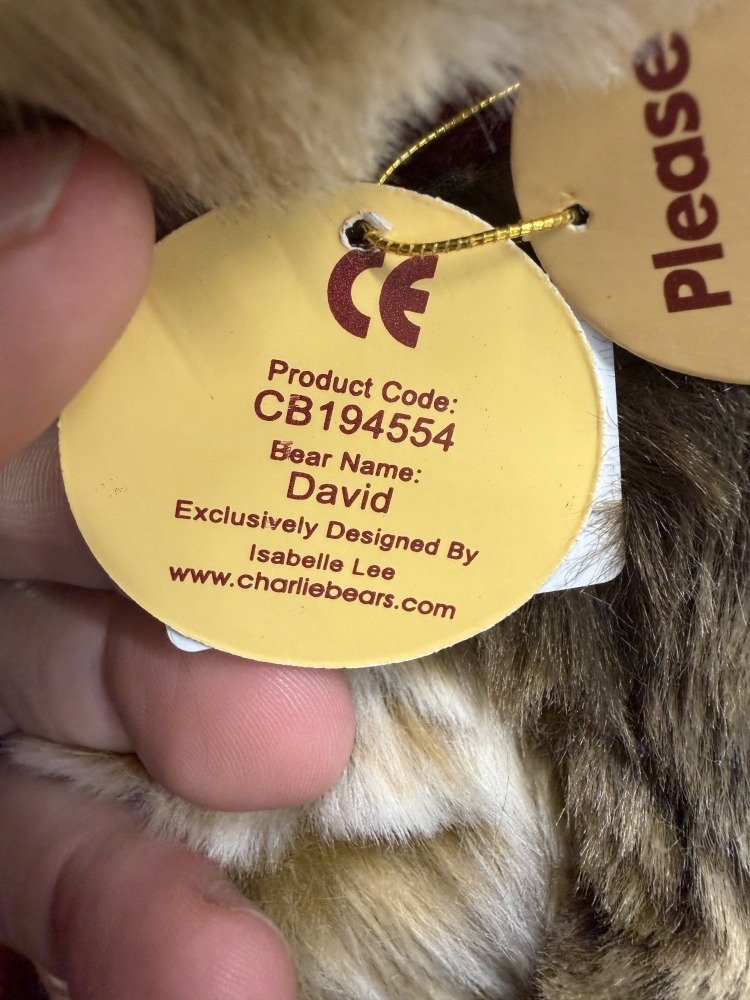 CE
Product Code:
CB194554
Bear Name:
David
Exclusively Designed By
Isabelle Lee
www.charliebears.com
Please